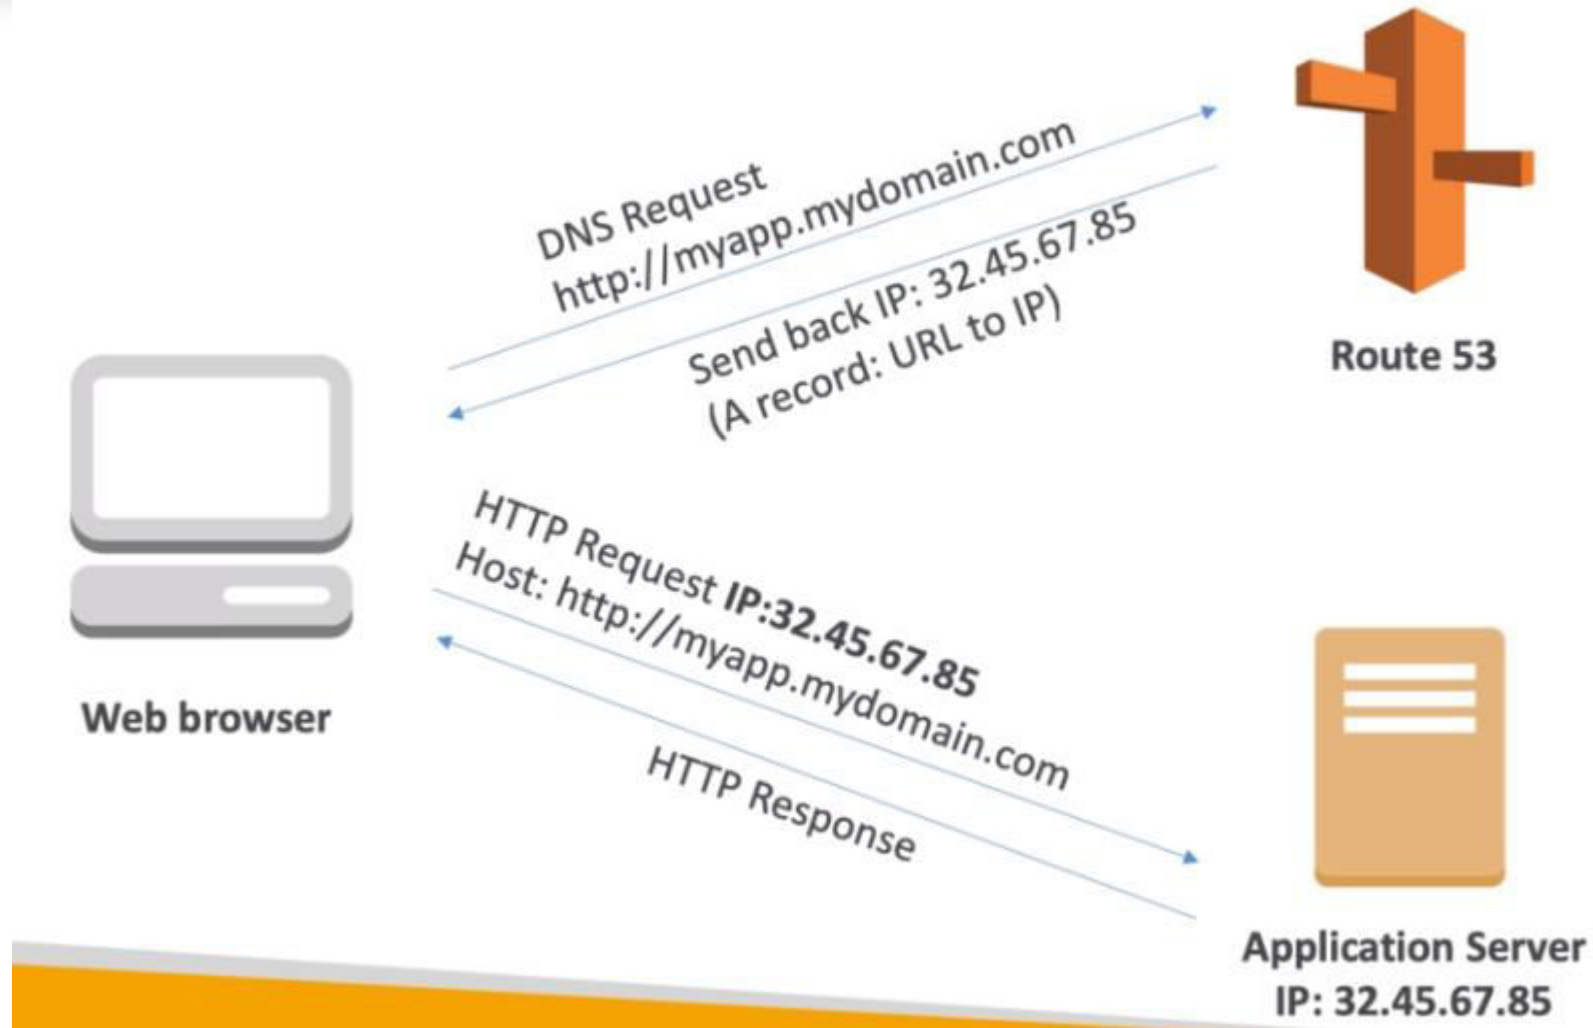 DNS Request
http://myapp.mydomain.com
Send back IP: 32.45.67.85
(A record: URL to IP)
Route 53
HTTP Request IP:32.45.67.85
Host: http://myapp.mydomain.com
HTTP Response
Web browser
Application Server
IP: 32.45.67.85